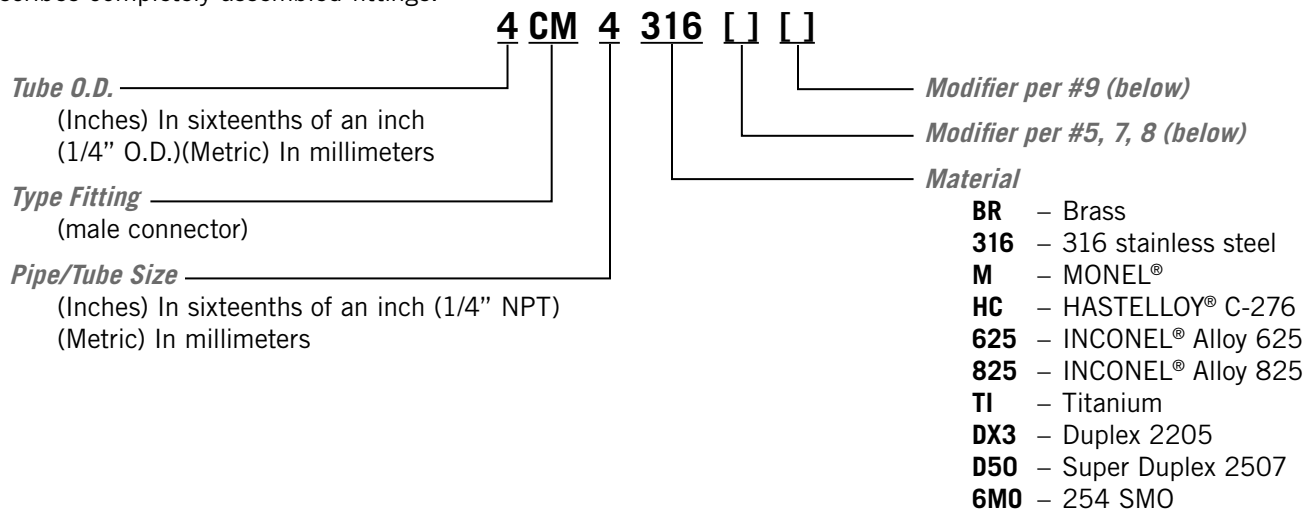 completely assembled fittings.
4 CM 4 316 [ ] [ ]
Tube O.D.
(Inches) In sixteenths of an inch
(1/4” O.D.)(Metric) In millimeters
Type Fitting
(male connector)
Pipe/Tube Size
(Inches) In sixteenths of an inch (1/4” NPT)
(Metric) In millimeters
Modifier per #9 (below)
Modifier per #5, 7, 8 (below)
Material
BR – Brass
316 – 316 stainless steel
M – MONEL®
HC – HASTELLOY® C-276
625 – INCONEL® Alloy 625
825 – INCONEL® Alloy 825
TI – Titanium
DX3 – Duplex 2205
D50 – Super Duplex 2507
6MO – 254 SMO